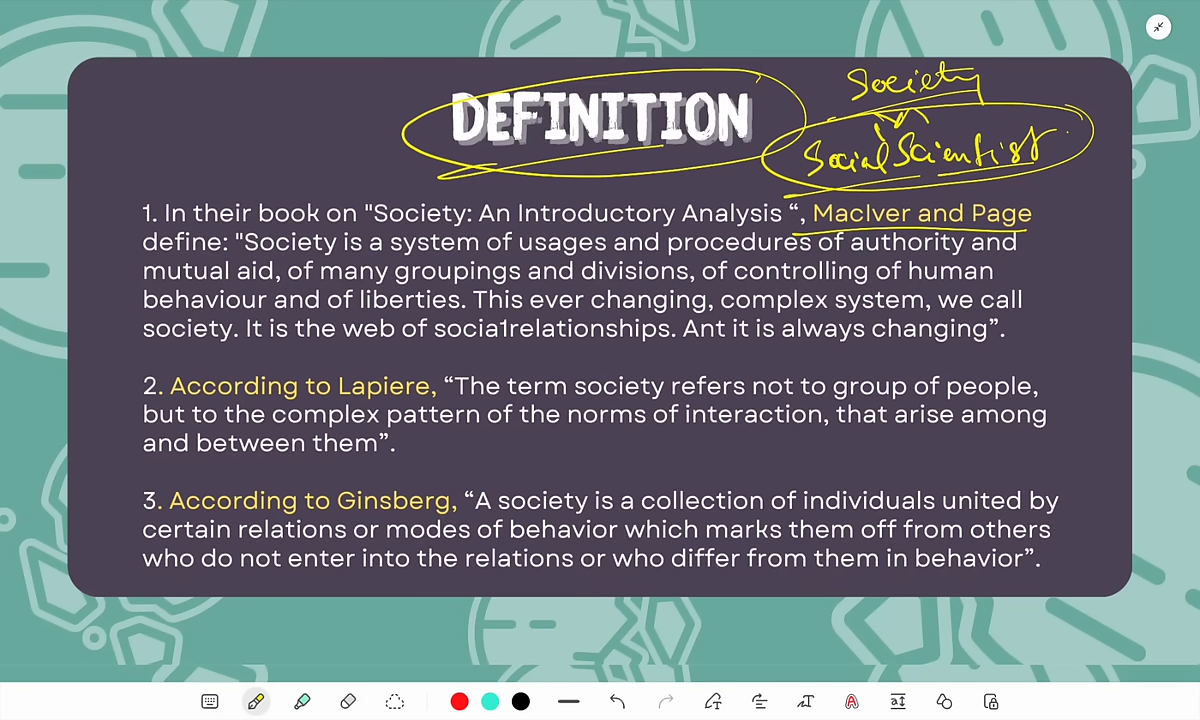 Society
DEFINITION
Social Scientist
1. In their book on "Society: An Introductory Analysis “, MacIver and Page
define: "Society is a system of usages and procedures of authority and
mutual aid, of many groupings and divisions, of controlling of human
behaviour and of liberties. This ever changing, complex system, we call
society. It is the web of socia1relationships. Ant it is always changing”.
2. According to Lapiere, “The term society refers not to group of people,
but to the complex pattern of the norms of interaction, that arise among
and between them”.
3. According to Ginsberg, “A society is a collection of individuals united by
certain relations or modes of behavior which marks them off from others
who do not enter into the relations or who differ from them in behavior”.